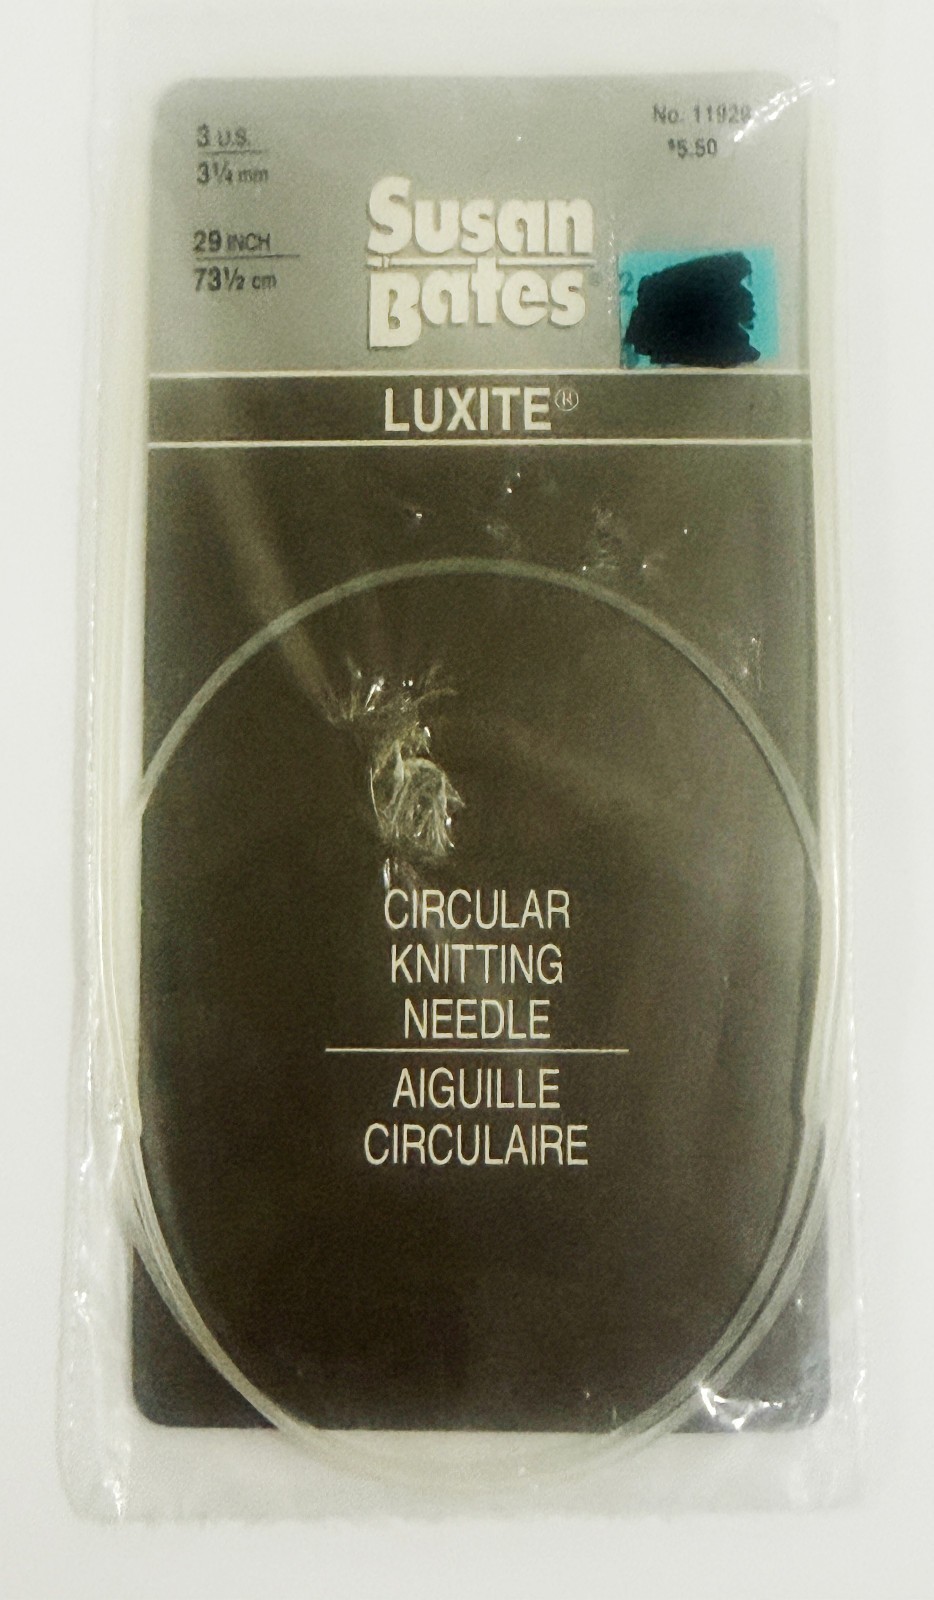 3 U.S.
3¼ mm
29 INCH
73½ cm
No. 11929
$5.50
Susan
Bates®
LUXITE®
CIRCULAR
KNITTING
NEEDLE
AIGUILLE
CIRCULAIRE